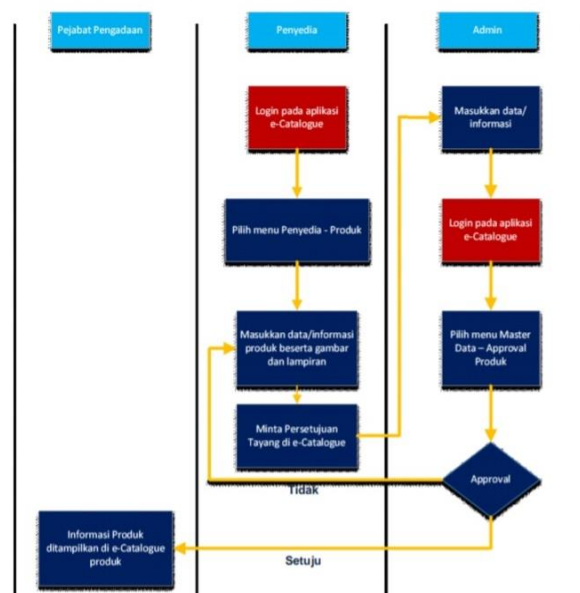 Pejabat Pengadaan
Penyedia
Admin
Login pada aplikasi
e-Catalogue
Masukkan data/
informasi
Pilih menu Penyedia - Produk
Login pada aplikasi
e-Catalogue
Masukkan data/informasi
produk beserta gambar
dan lampiran
Pilih menu Master
Data – Approval
Produk
Minta Persetujuan
Tayang di e-Catalogue
Approval
Tidak
Informasi Produk
ditampilkan di e-Catalogue
produk
Setuju